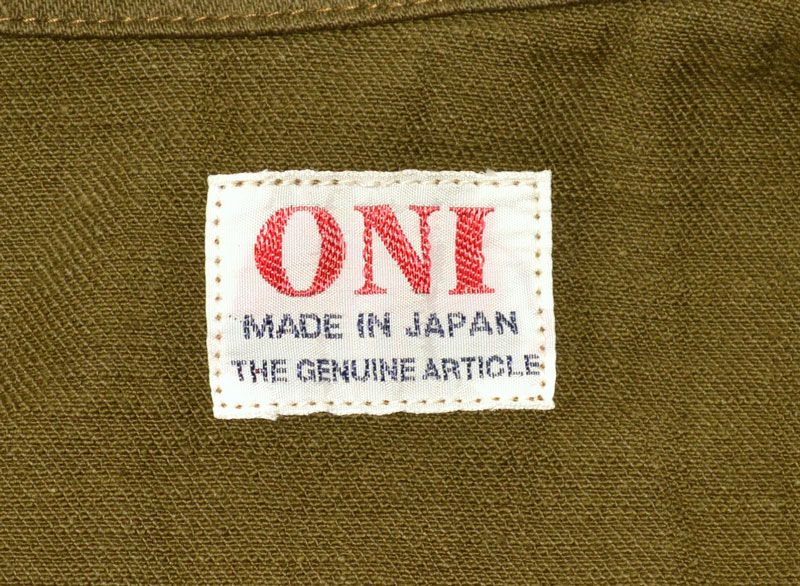 ONI
MADE IN JAPAN
THE GENUINE ARTICLE